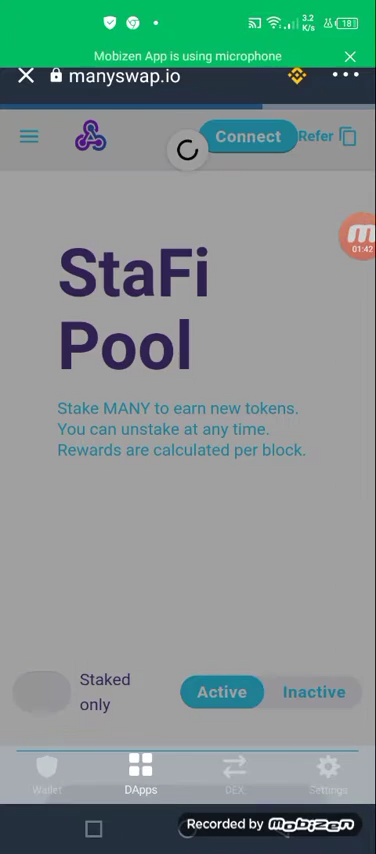 3.2
K/s
18
Mobizen App is using microphone
manyswap.io
Connect
Refer
01:42
StaFi
Pool
Stake MANY to earn new tokens.
You can unstake at any time.
Rewards are calculated per block.
Staked
only
Active
Inactive
Wallet
DApps
DEX
Settings
Recorded by mobizen